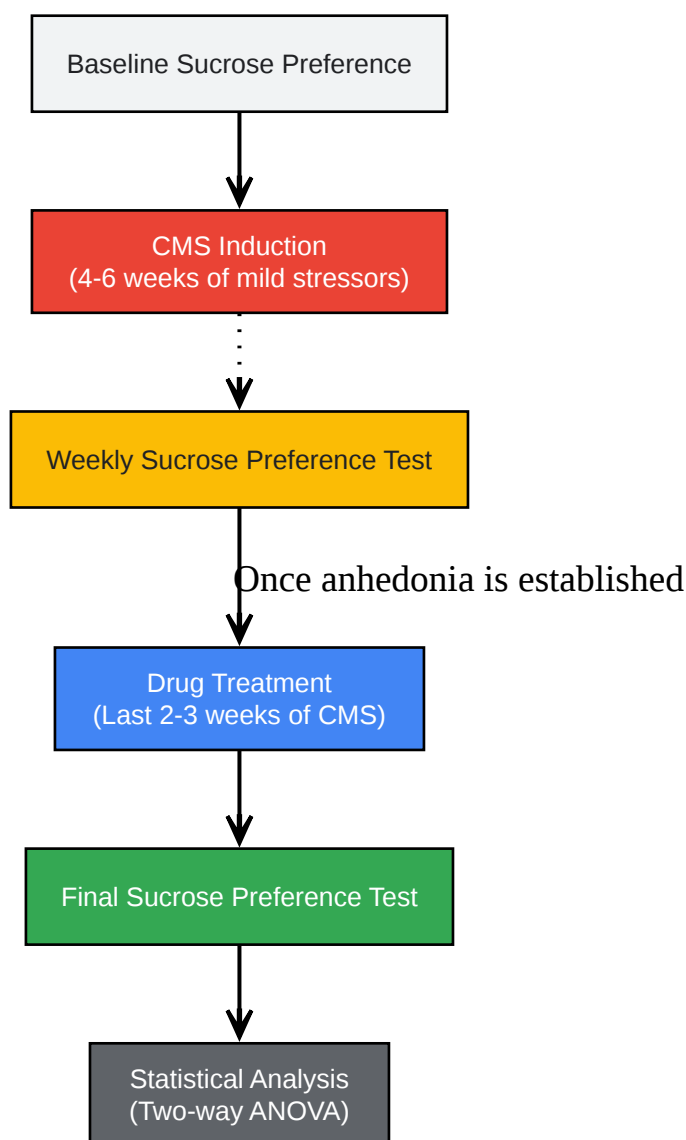 Baseline Sucrose Preference
CMS Induction
(4-6 weeks of mild stressors)
Weekly Sucrose Preference Test
Once anhedonia is established
Drug Treatment
(Last 2-3 weeks of CMS)
Final Sucrose Preference Test
Statistical Analysis
(Two-way ANOVA)